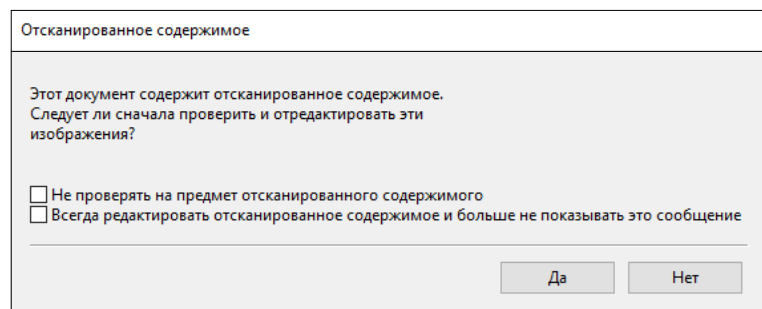 Отсканированное содержимое
Этот документ содержит отсканированное содержимое.
Следует ли сначала проверить и отредактировать эти
изображения?
Не проверять на предмет отсканированного содержимого
Всегда редактировать отсканированное содержимое и больше не показывать это сообщение
Да Нет